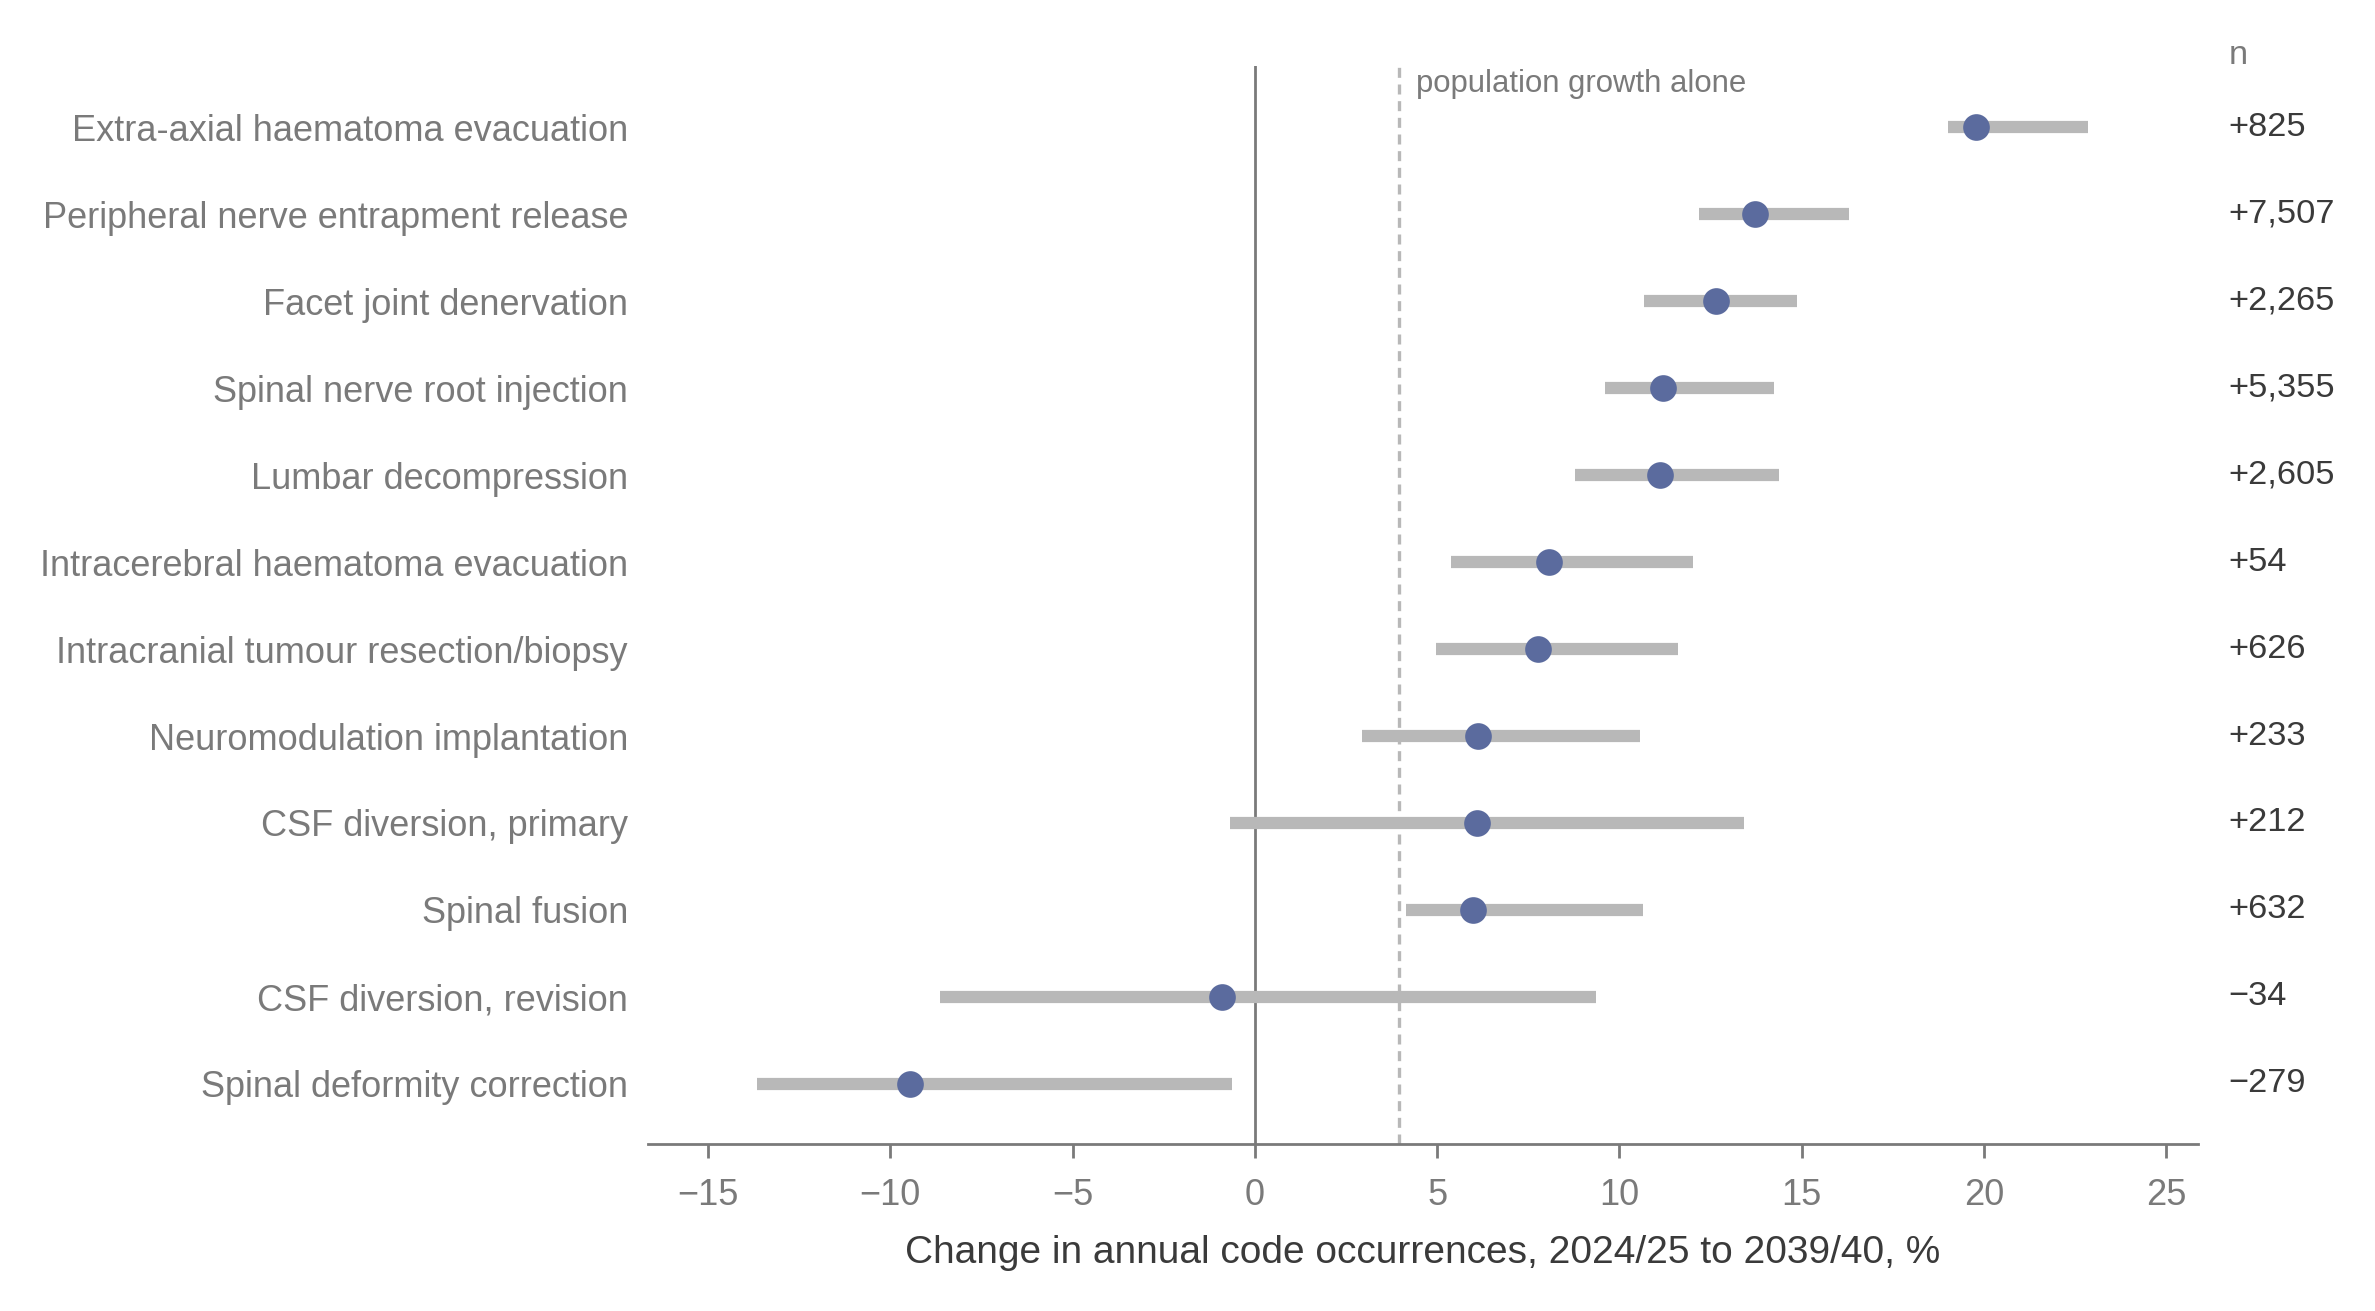 n
population growth alone
Extra-axial haematoma evacuation +825
Peripheral nerve entrapment release +7,507
Facet joint denervation +2,265
Spinal nerve root injection +5,355
Lumbar decompression +2,605
Intracerebral haematoma evacuation +54
Intracranial tumour resection/biopsy +626
Neuromodulation implantation +233
CSF diversion, primary +212
Spinal fusion +632
CSF diversion, revision −34
Spinal deformity correction −279
−15 −10 −5 0 5 10 15 20 25
Change in annual code occurrences, 2024/25 to 2039/40, %